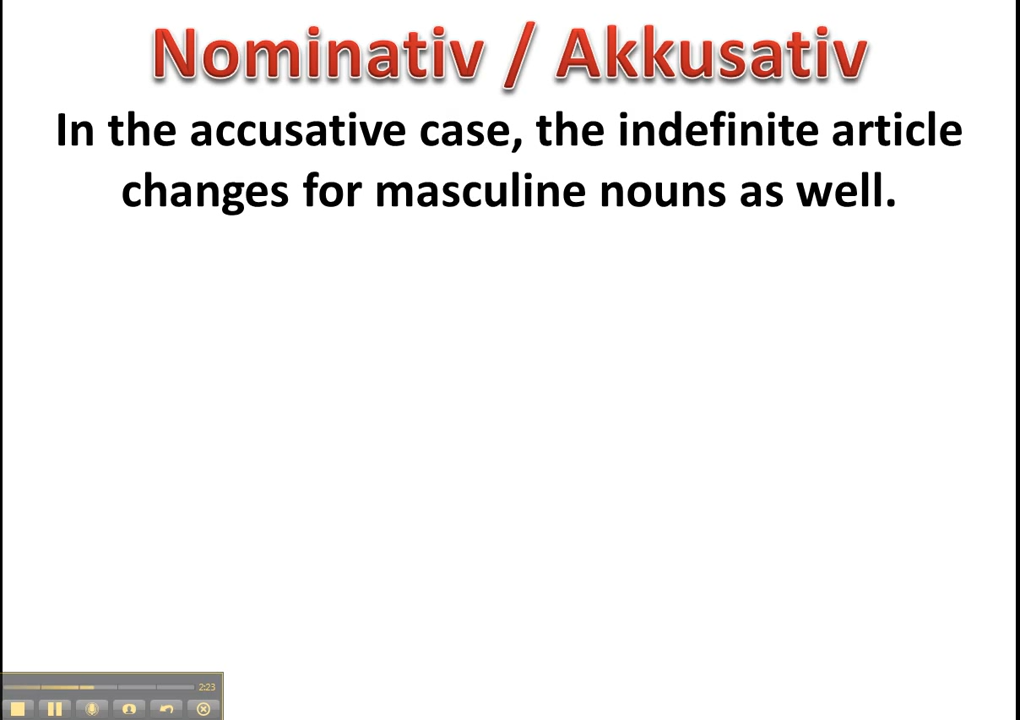 Nominativ / Akkusativ
In the accusative case, the indefinite article
changes for masculine nouns as well.
2:23